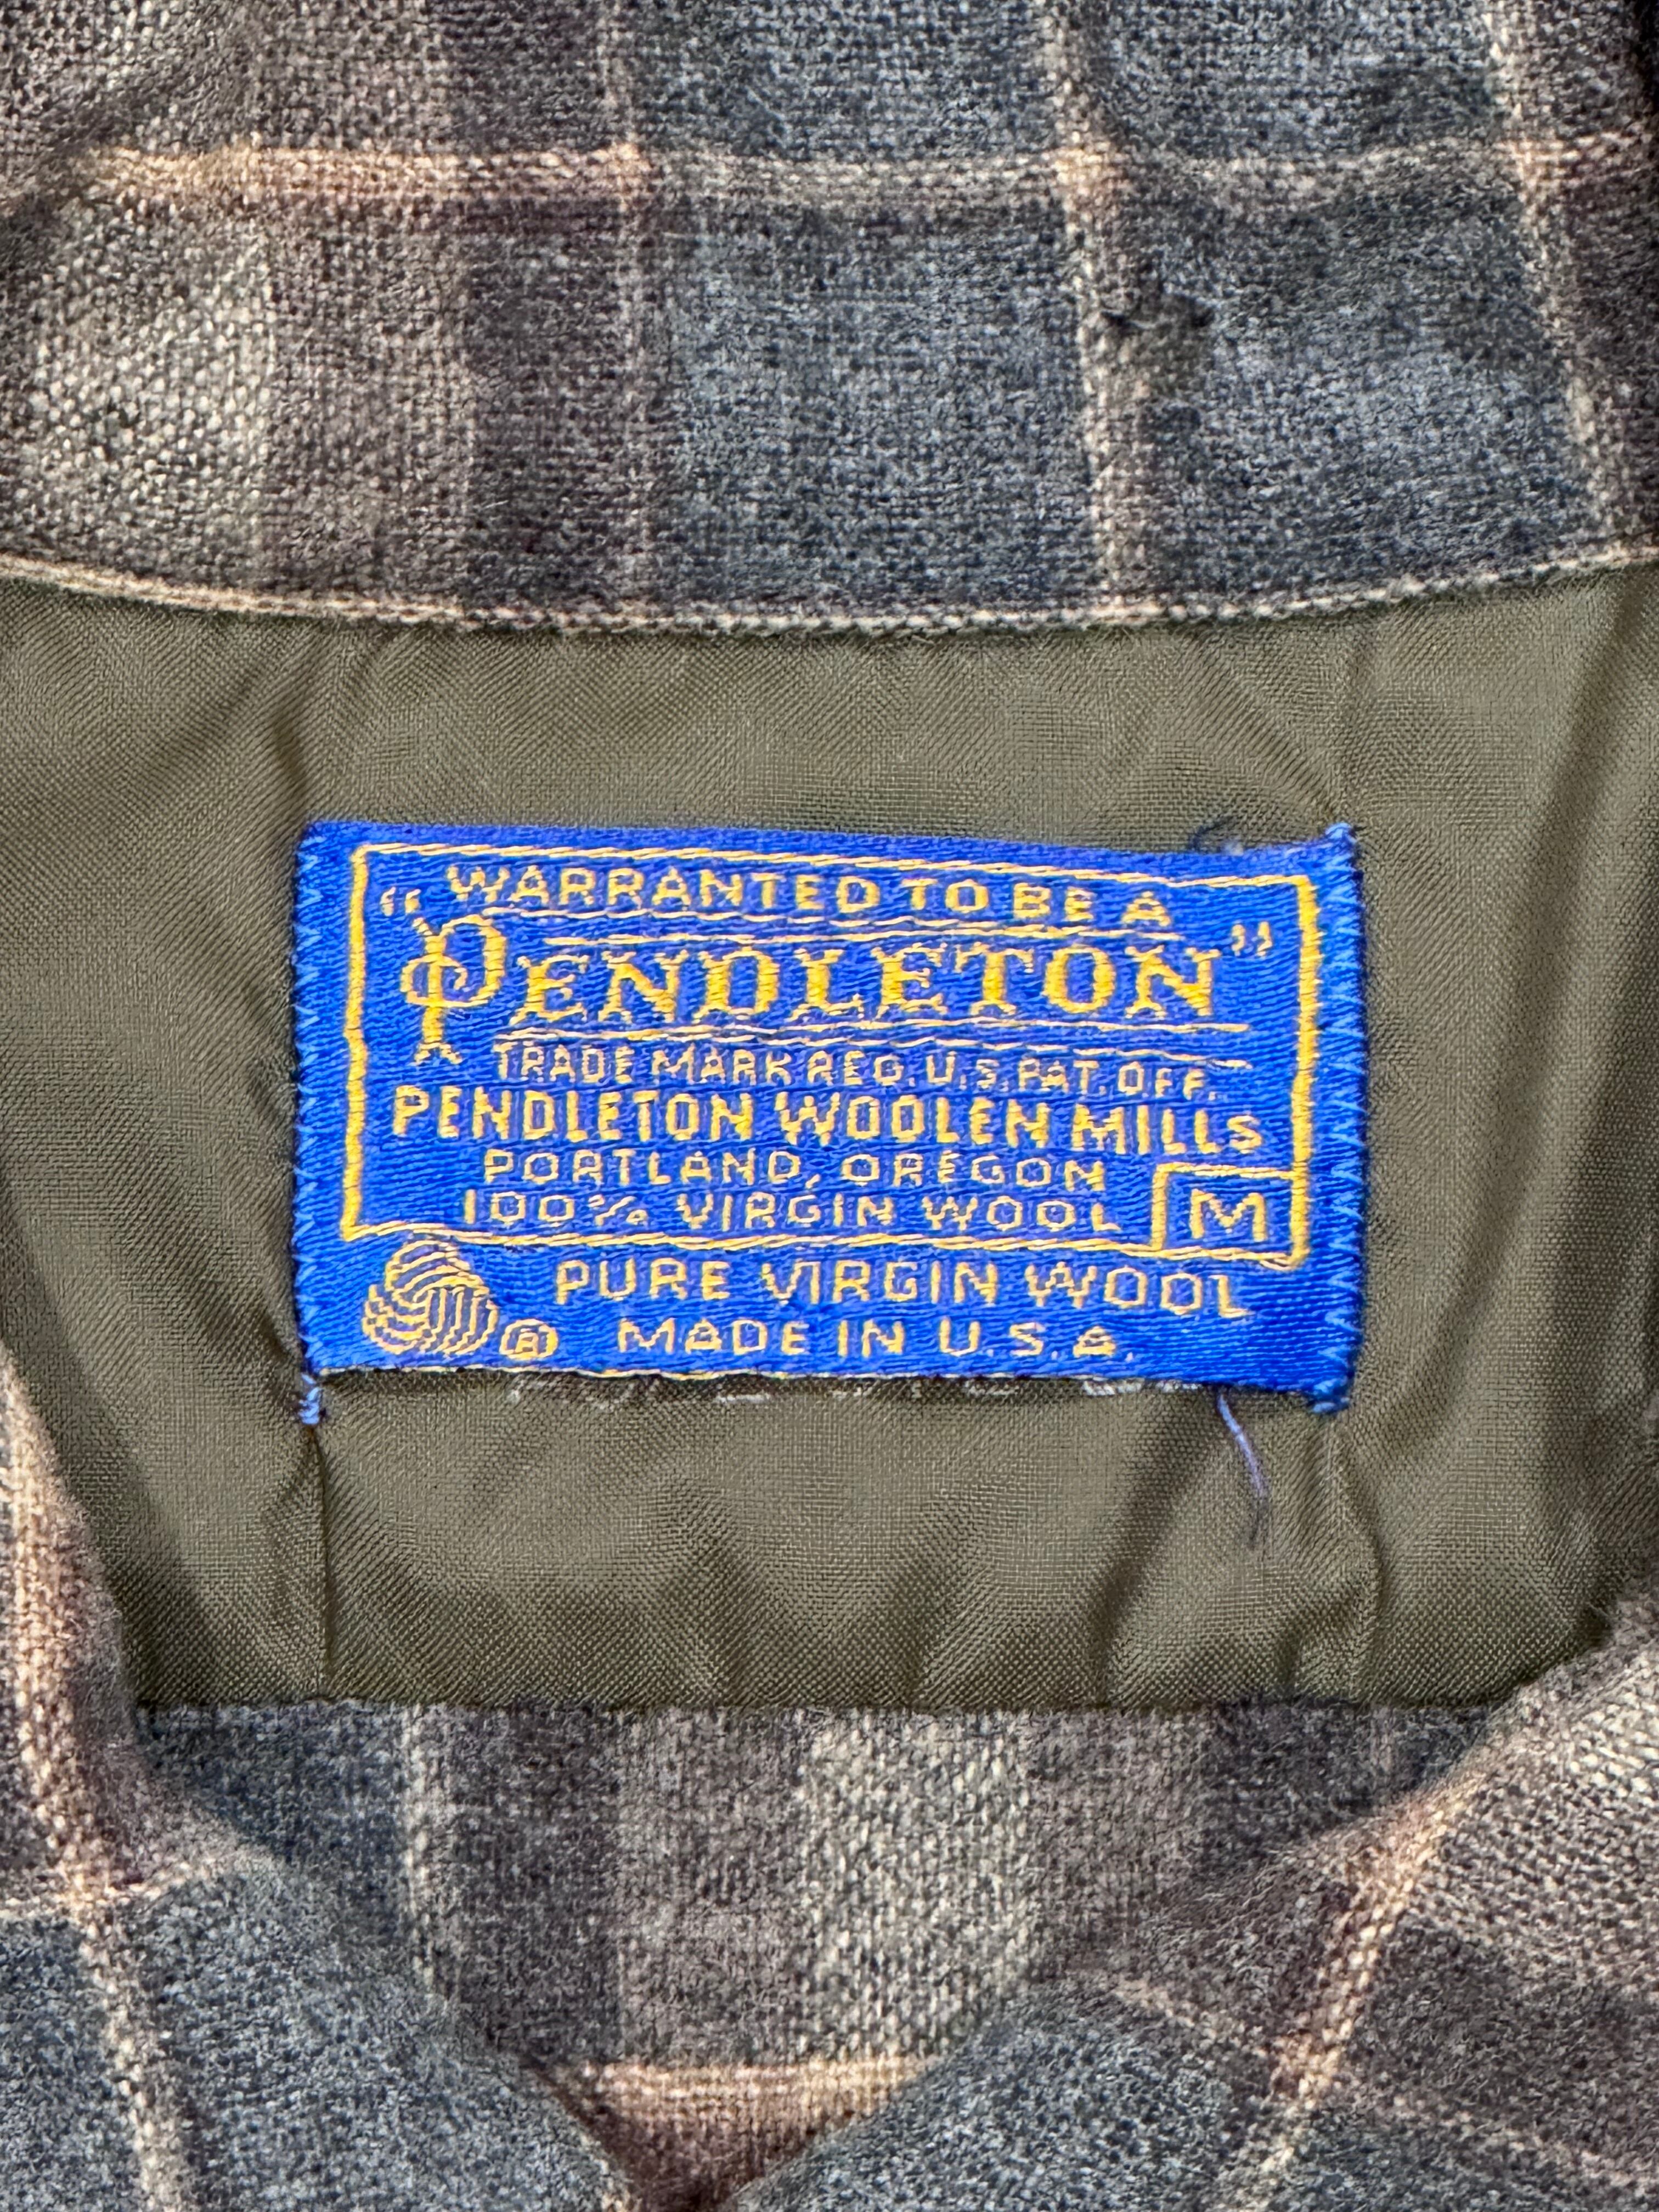 WARRANTED TO BE A
"PENDLETON"
TRADE MARK REG. U.S. PAT. OFF.
PENDLETON WOOLEN MILLS
PORTLAND, OREGON
100% VIRGIN WOOL M
PURE VIRGIN WOOL
® MADE IN U.S.A.